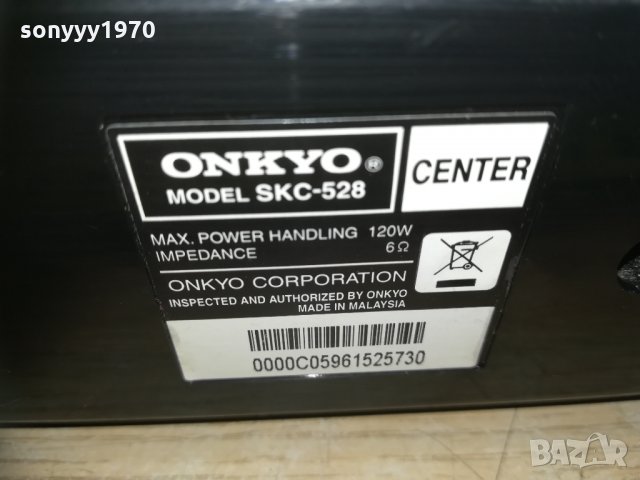 sonyyy1970
ONKYO®
MODEL SKC-528
CENTER
MAX. POWER HANDLING 120W
IMPEDANCE 6Ω
ONKYO CORPORATION
INSPECTED AND AUTHORIZED BY ONKYO
MADE IN MALAYSIA
0000C05961525730
BAZAR